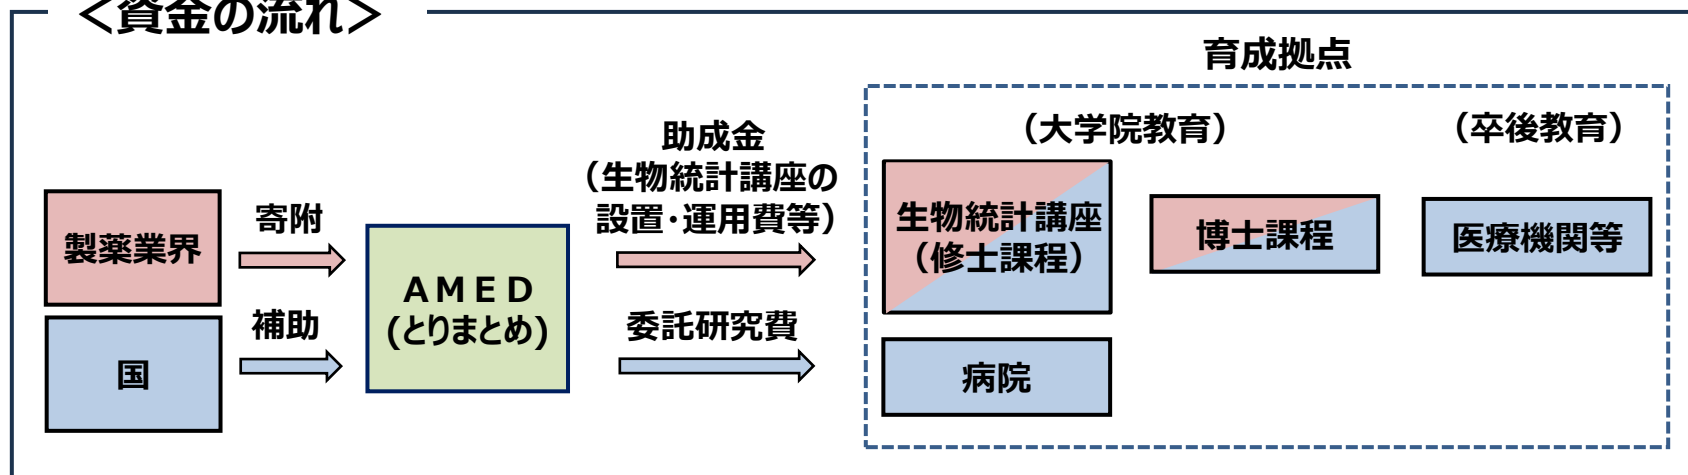 ＜資金の流れ＞
育成拠点
（大学院教育）
（卒後教育）
助成金
（生物統計講座の
設置・運用費等）
製薬業界
寄附
国
補助
ＡＭＥＤ
(とりまとめ)
委託研究費
生物統計講座
（修士課程）
博士課程
医療機関等
病院